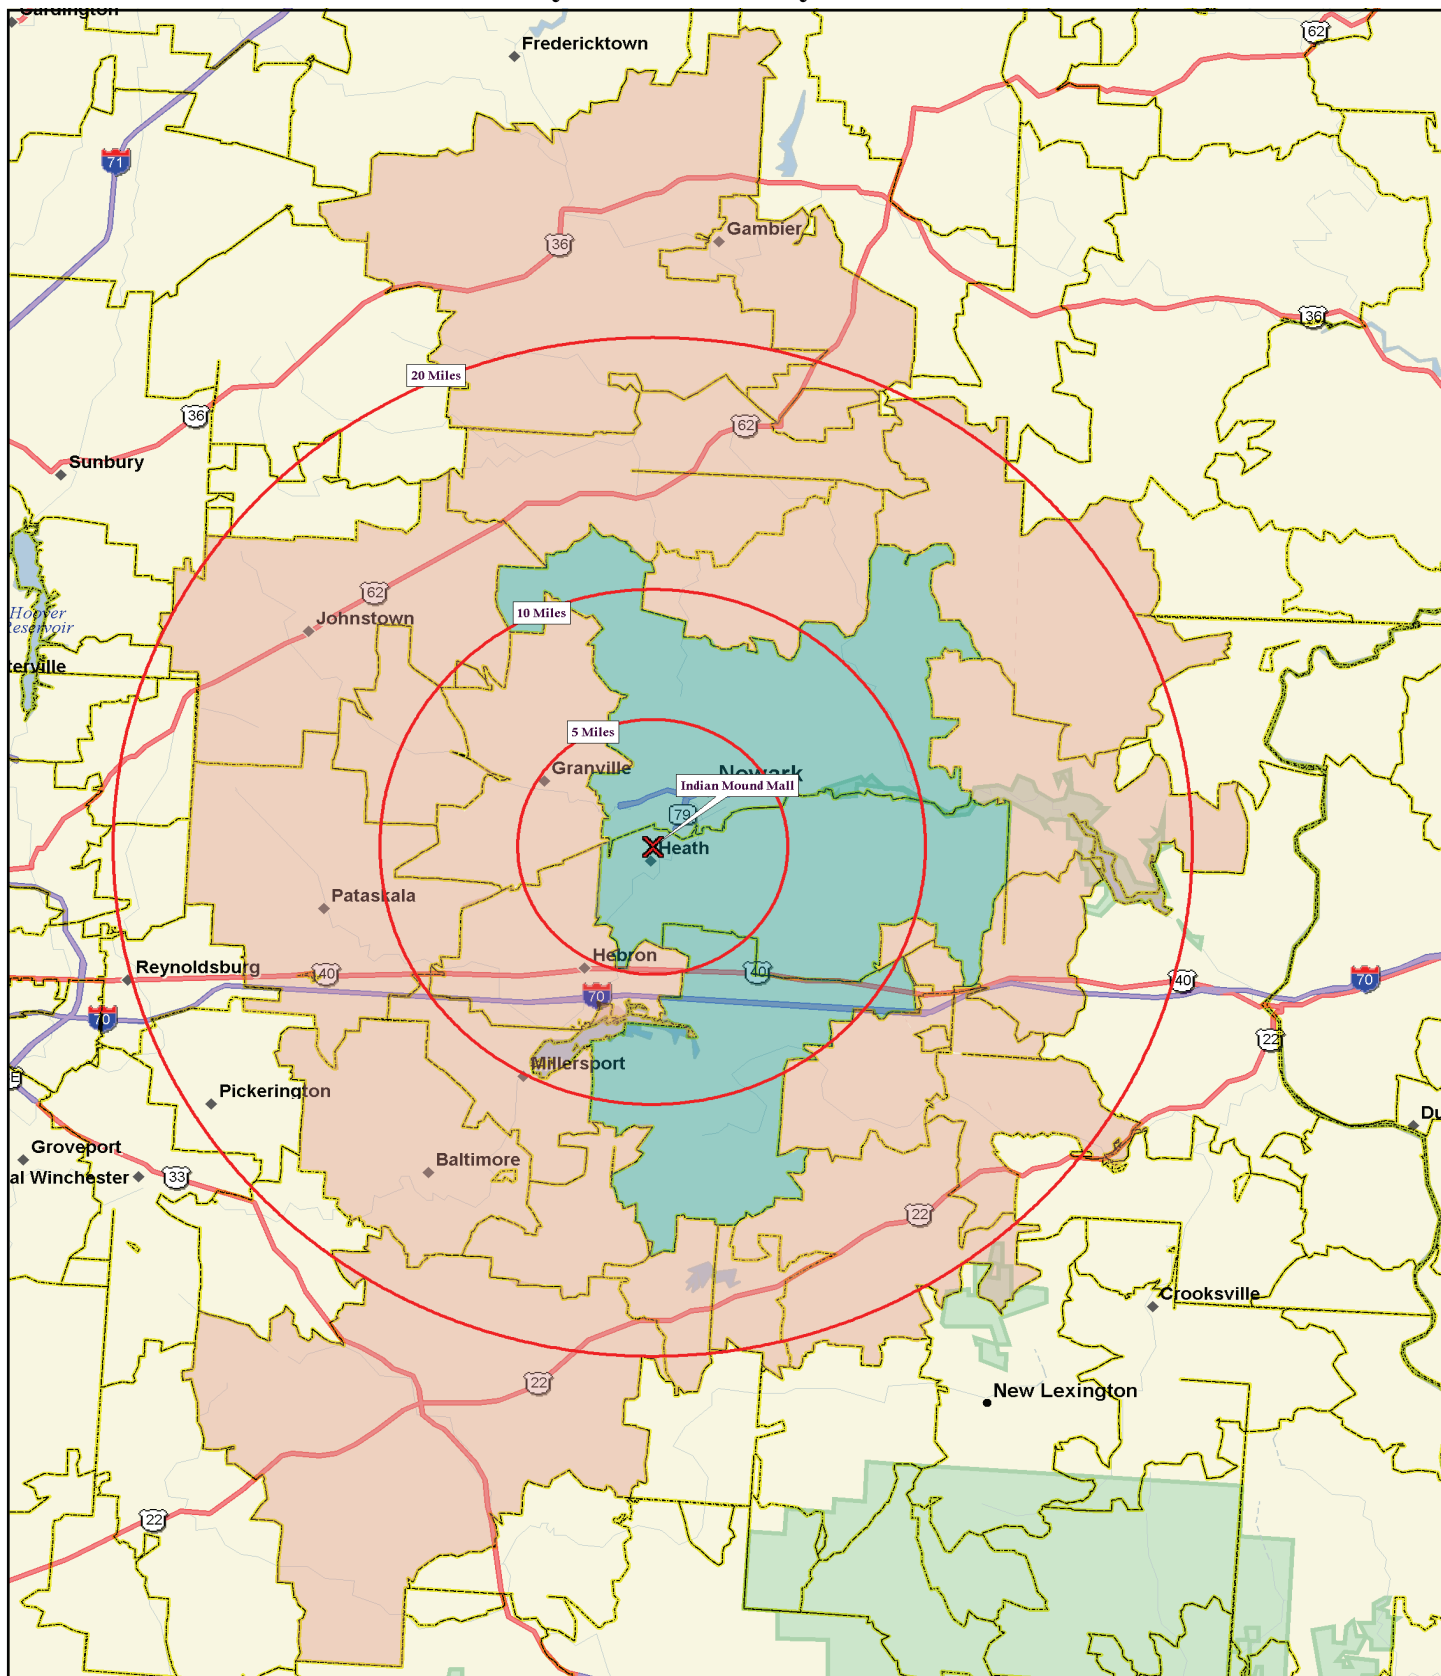 Cardington
Fredericktown
62
71
Gambier
36
36
20 Miles
36
62
Sunbury
62
Hoover
Reservoir
10 Miles
Johnstown
terville
5 Miles
Granville
Newark
Indian Mound Mall
79
Heath
Pataskala
Hebron
Reynoldsburg
40
40
40
70
70
70
22
E
Millersport
Pickerington
Du
Groveport
Baltimore
al Winchester
33
22
Crooksville
22
New Lexington
22